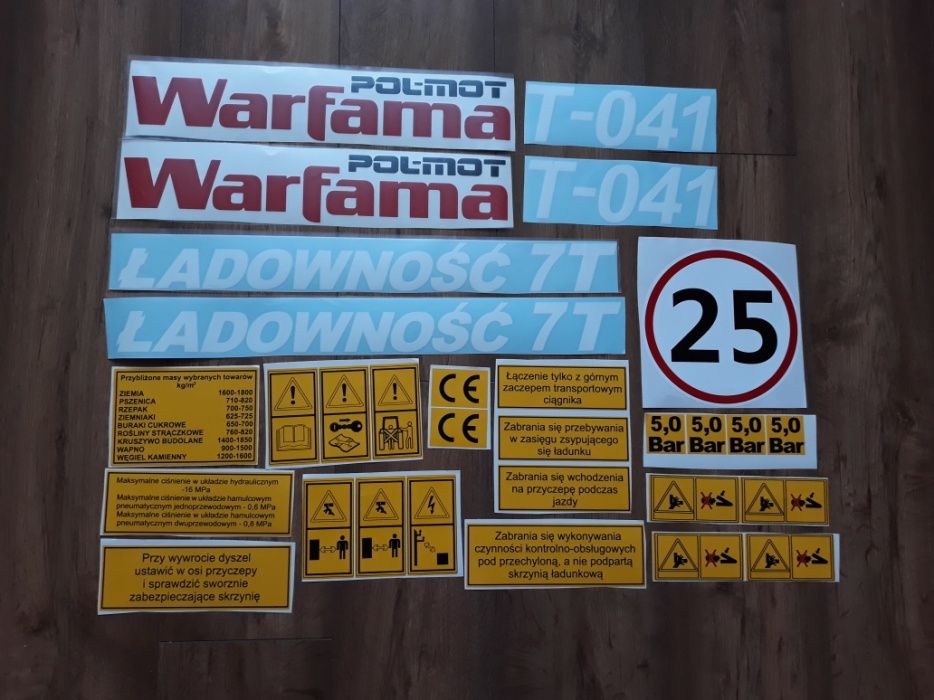 POL-MOT
Warfama
T-041
POL-MOT
Warfama
T-041
ŁADOWNOŚĆ 7T
ŁADOWNOŚĆ 7T
25
Przybliżone masy wybranych towarów
kg/m³
ZIEMIA 1600-1800
PSZENICA 710-820
RZEPAK 700-750
ZIEMNIAKI 625-725
BURAKI CUKROWE 650-700
ROŚLINY STRĄCZKOWE 760-820
KRUSZYWO BUDOLANE 1400-1850
WAPNO 900-1500
WĘGIEL KAMIENNY 1200-1600
CE
CE
Łączenie tylko z górnym
zaczepem transportowym
ciągnika
Zabrania się przebywania
w zasięgu zsypującego
się ładunku
Zabrania się wchodzenia
na przyczepę podczas
jazdy
5,0 Bar
5,0 Bar
5,0 Bar
5,0 Bar
Maksymalne ciśnienie w układzie hydraulicznym
-16 MPa
Maksymalne ciśnienie w układzie hamulcowym
pneumatycznym jednoprzewodowym - 0,6 MPa
Maksymalne ciśnienie w układzie hamulcowym
pneumatycznym dwuprzewodowym - 0,8 MPa
Przy wywrocie dyszel
ustawić w osi przyczepy
i sprawdzić sworznie
zabezpieczające skrzynię
Zabrania się wykonywania
czynności kontrolno-obsługowych
pod przechyloną, a nie podpartą
skrzynią ładunkową